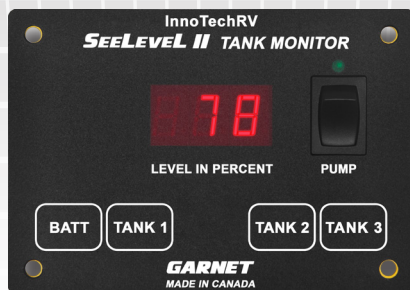 InnoTechRV
SEELEVEL II TANK MONITOR
78
LEVEL IN PERCENT
PUMP
BATT TANK 1 TANK 2 TANK 3
GARNET
MADE IN CANADA